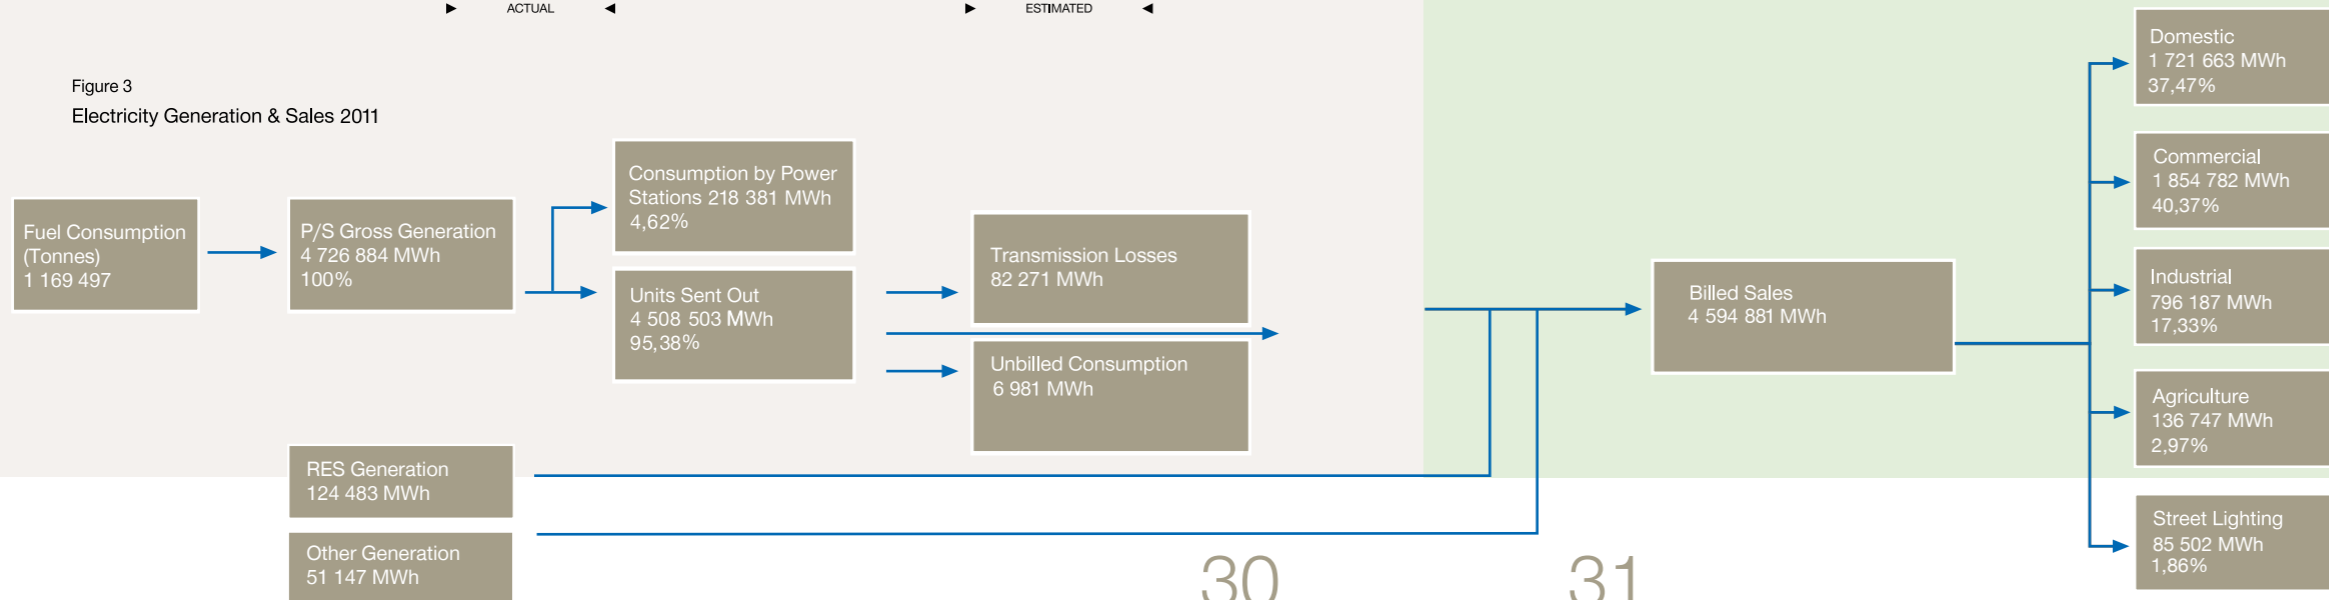 ACTUAL
ESTIMATED
Figure 3
Electricity Generation & Sales 2011
Fuel Consumption
(Tonnes)
1 169 497
P/S Gross Generation
4 726 884 MWh
100%
Consumption by Power
Stations 218 381 MWh
4,62%
Units Sent Out
4 508 503 MWh
95,38%
Transmission Losses
82 271 MWh
Unbilled Consumption
6 981 MWh
RES Generation
124 483 MWh
Other Generation
51 147 MWh
Billed Sales
4 594 881 MWh
Domestic
1 721 663 MWh
37,47%
Commercial
1 854 782 MWh
40,37%
Industrial
796 187 MWh
17,33%
Agriculture
136 747 MWh
2,97%
Street Lighting
85 502 MWh
1,86%
30
31